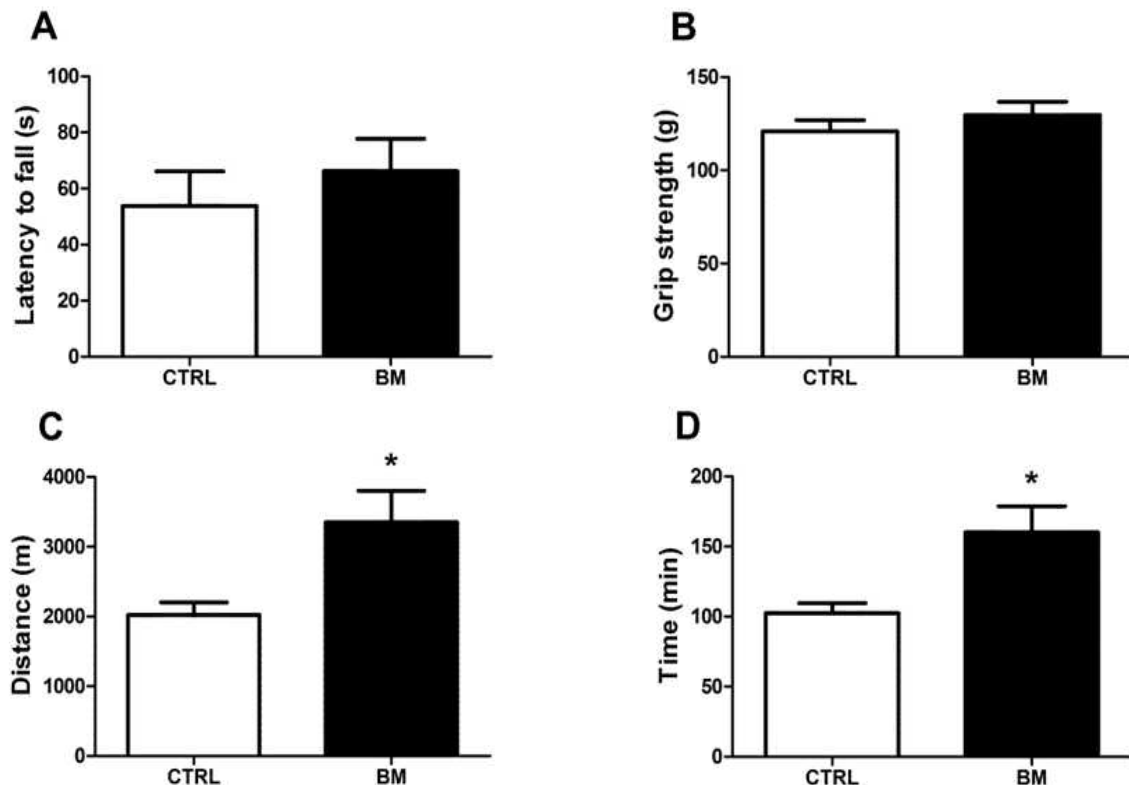 A
Latency to fall (s)
100
80
60
40
20
0
CTRL BM
B
Grip strength (g)
150
100
50
0
CTRL BM
C
Distance (m)
4000
3000
2000
1000
0
*
CTRL BM
D
Time (min)
200
150
100
50
0
*
CTRL BM